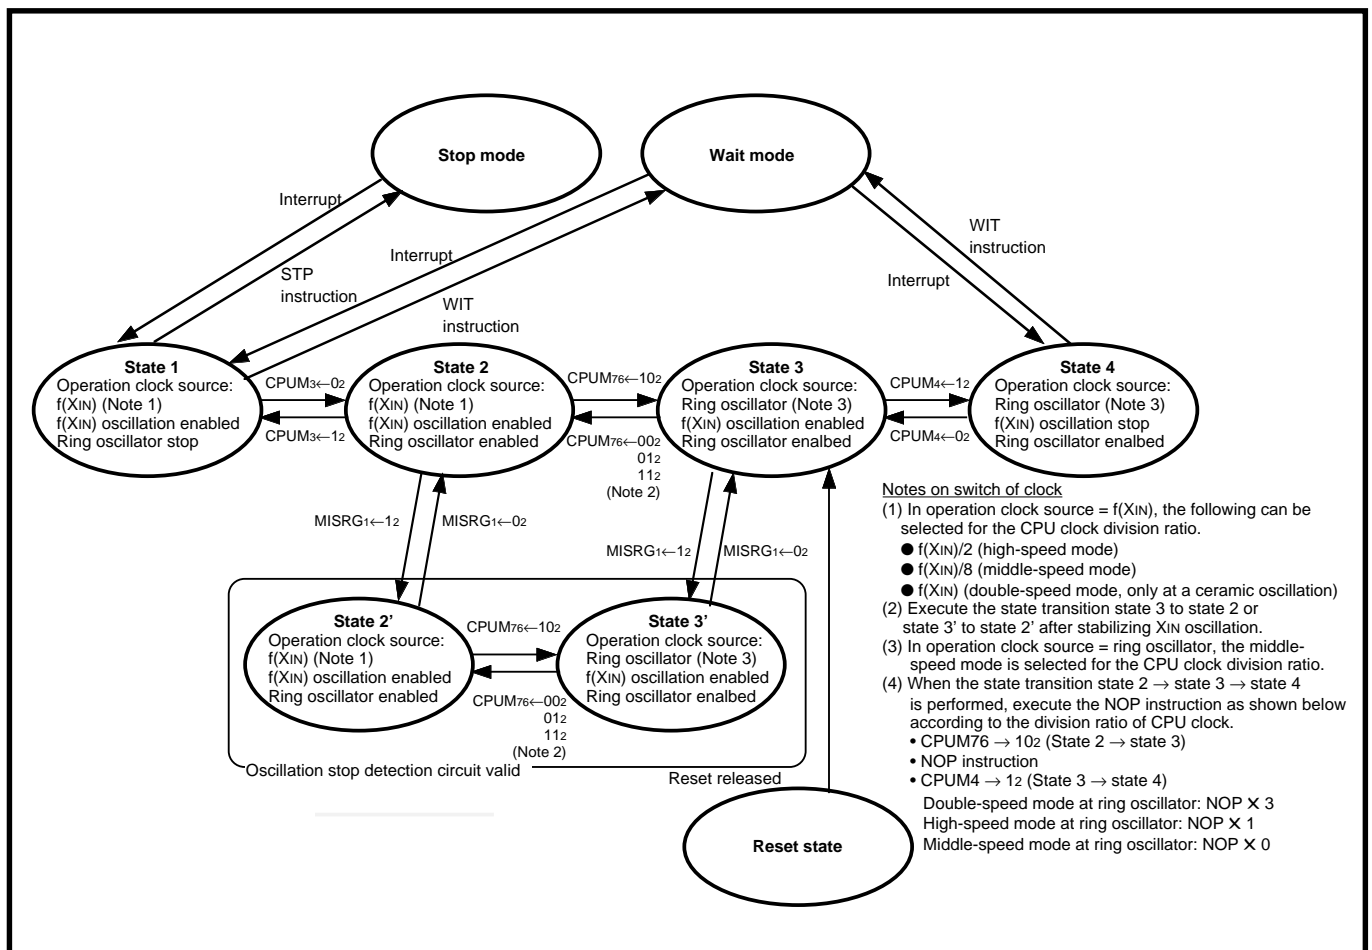 Stop mode
Wait mode
Interrupt
STP
instruction
Interrupt
WIT
instruction
WIT
instruction
Interrupt
State 1
Operation clock source:
f(XIN) (Note 1)
f(XIN) oscillation enabled
Ring oscillator stop
CPUM3←02
CPUM3←12
State 2
Operation clock source:
f(XIN) (Note 1)
f(XIN) oscillation enabled
Ring oscillator enabled
CPUM76←102
CPUM76←002
012
112
(Note 2)
State 3
Operation clock source:
Ring oscillator (Note 3)
f(XIN) oscillation enabled
Ring oscillator enalbed
CPUM4←12
CPUM4←02
State 4
Operation clock source:
Ring oscillator (Note 3)
f(XIN) oscillation stop
Ring oscillator enalbed
MISRG1←12
MISRG1←02
MISRG1←12
MISRG1←02
State 2’
Operation clock source:
f(XIN) (Note 1)
f(XIN) oscillation enabled
Ring oscillator enabled
CPUM76←102
CPUM76←002
012
112
(Note 2)
State 3’
Operation clock source:
Ring oscillator (Note 3)
f(XIN) oscillation enabled
Ring oscillator enalbed
Oscillation stop detection circuit valid
Reset released
Reset state
Notes on switch of clock
(1) In operation clock source = f(XIN), the following can be
selected for the CPU clock division ratio.
● f(XIN)/2 (high-speed mode)
● f(XIN)/8 (middle-speed mode)
● f(XIN) (double-speed mode, only at a ceramic oscillation)
(2) Execute the state transition state 3 to state 2 or
state 3’ to state 2’ after stabilizing XIN oscillation.
(3) In operation clock source = ring oscillator, the middle-
speed mode is selected for the CPU clock division ratio.
(4) When the state transition state 2 → state 3 → state 4
is performed, execute the NOP instruction as shown below
according to the division ratio of CPU clock.
• CPUM76 → 102 (State 2 → state 3)
• NOP instruction
• CPUM4 → 12 (State 3 → state 4)
Double-speed mode at ring oscillator: NOP ✕ 3
High-speed mode at ring oscillator: NOP ✕ 1
Middle-speed mode at ring oscillator: NOP ✕ 0